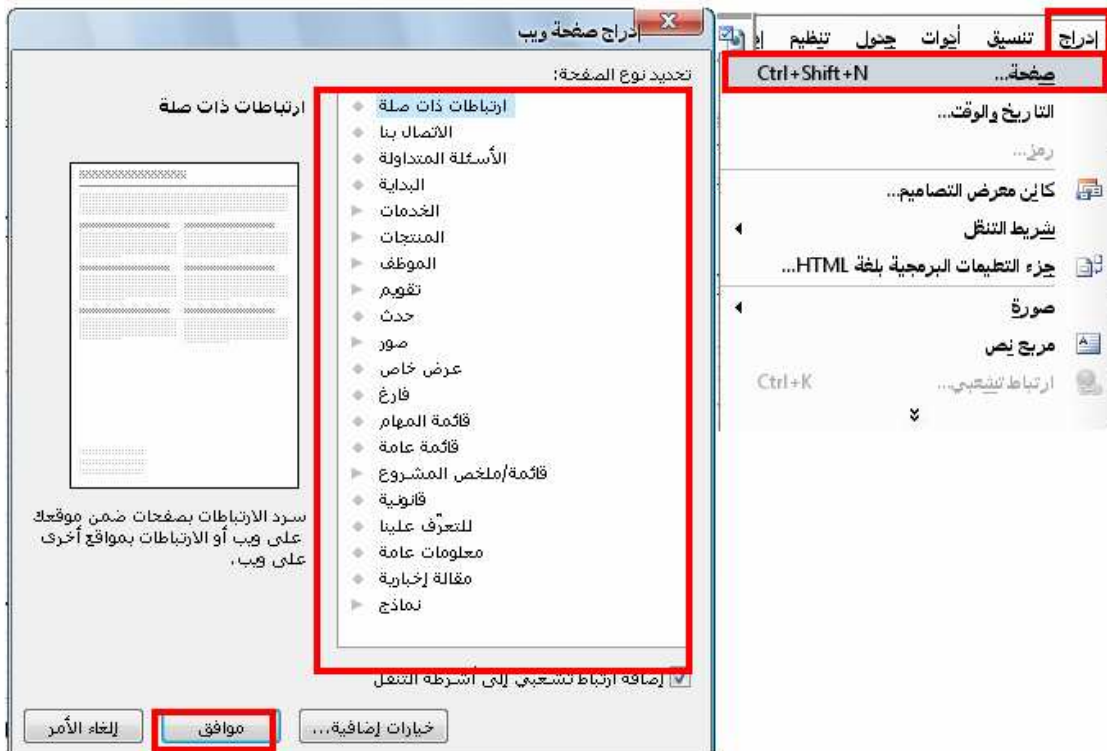 إدراج تنسيق أدوات جدول تنظيم
صفحة... Ctrl+Shift+N
التاريخ والوقت...
رمز...
كائن معرض التصاميم...
شريط التنقل
جزء التعليمات البرمجية بلغة HTML...
صورة
مربع نص
ارتباط تشعبي... Ctrl+K
إدراج صفحة ويب
تحديد نوع الصفحة:
ارتباطات ذات صلة
الاتصال بنا
الأسئلة المتداولة
البداية
الخدمات
المنتجات
الموظف
تقويم
حدث
صور
عرض خاص
فارغ
قائمة المهام
قائمة عامة
قائمة/ملخص المشروع
قانونية
للتعرّف علينا
معلومات عامة
مقالة إخبارية
نماذج
ارتباطات ذات صلة
سرد الارتباطات بصفحات ضمن موقعك
على ويب أو الارتباطات بمواقع أخرى
على ويب.
إضافة ارتباط تشعبي إلى أشرطة التنقل
خيارات إضافية... موافق إلغاء الأمر